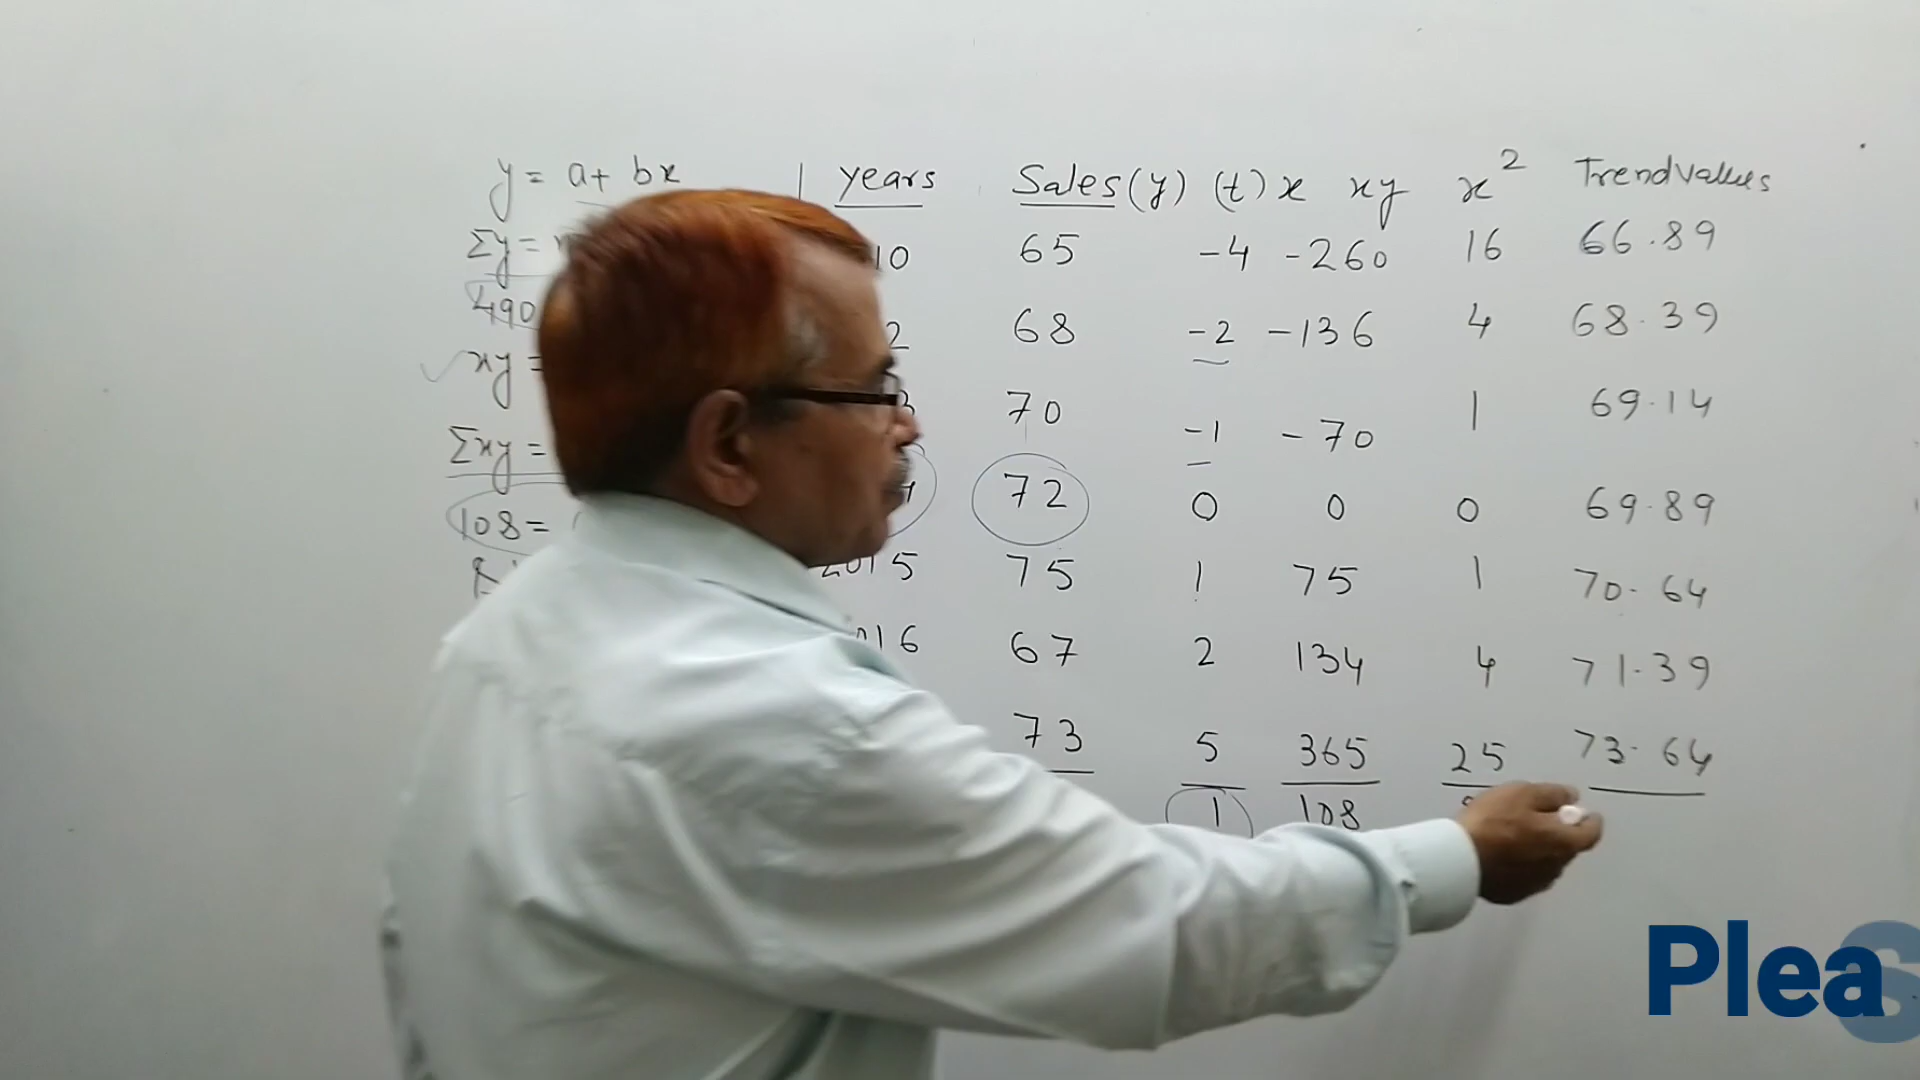 y = a + bx
Σy =
490
xy =
Σxy =
108 =
years Sales (y) (t) x xy x² Trend Values
10 65 -4 -260 16 66.89
2 68 -2 -136 4 68.39
3 70 -1 -70 1 69.14
72 0 0 0 69.89
2015 75 1 75 1 70.64
016 67 2 134 4 71.39
73 5 365 25 73.64
1 108
Plea
S